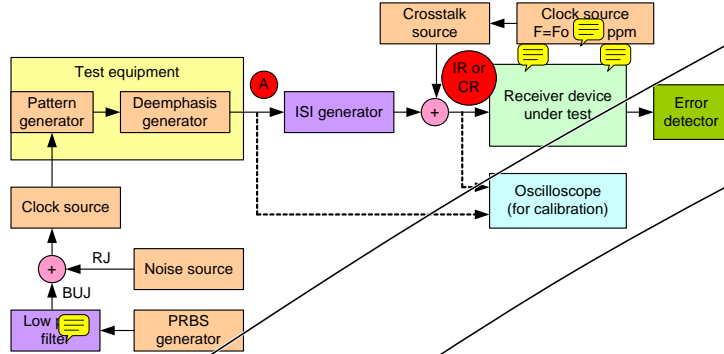 Crosstalk
source
Clock source
F=Fo ppm
Test equipment
Pattern
generator
Deemphasis
generator
A
ISI generator
+
IR or
CR
Receiver device
under test
Error
detector
Clock source
Oscilloscope
(for calibration)
+
RJ
Noise source
BUJ
Low
filter
PRBS
generator